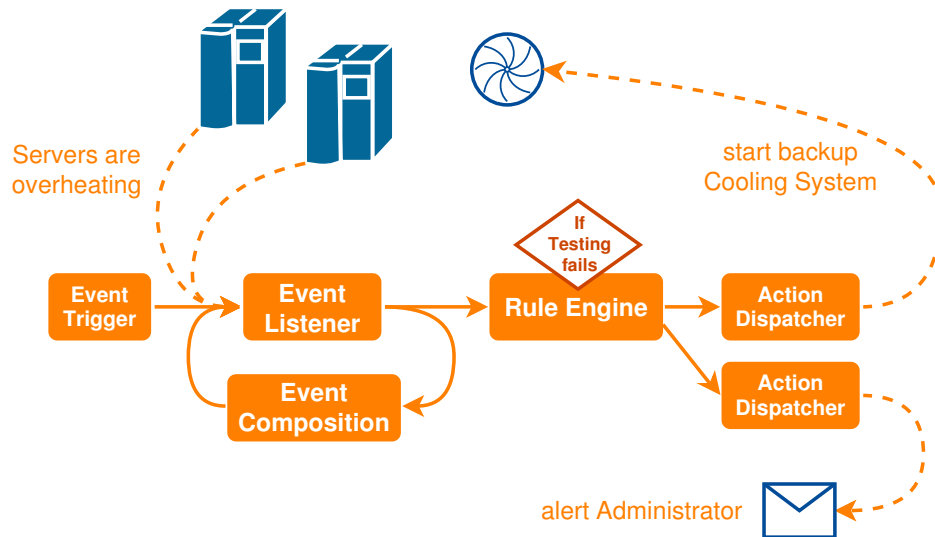 Servers are
overheating
start backup
Cooling System
If
Testing
fails
Event
Trigger
Event
Listener
Rule Engine
Action
Dispatcher
Event
Composition
Action
Dispatcher
alert Administrator